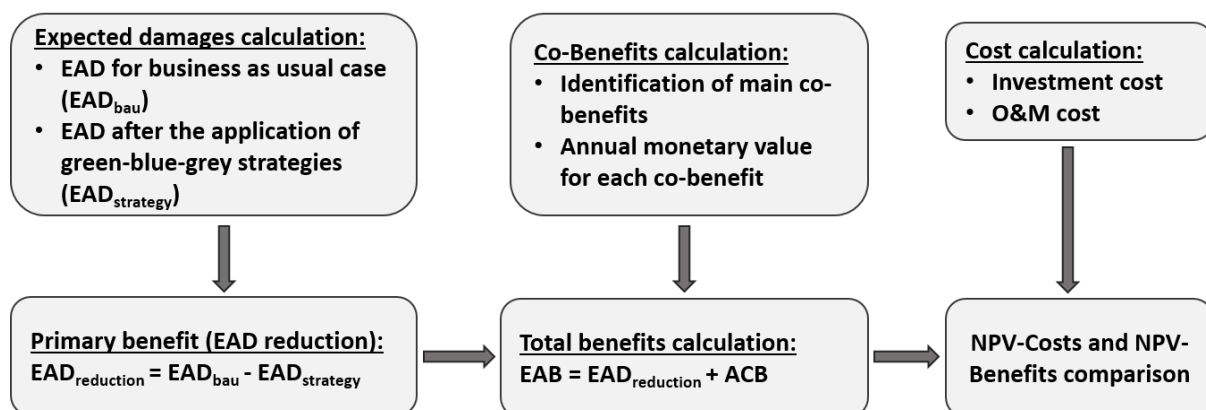 Expected damages calculation:
• EAD for business as usual case
(EADbau)
• EAD after the application of
green-blue-grey strategies
(EADstrategy)
Co-Benefits calculation:
• Identification of main co-
benefits
• Annual monetary value
for each co-benefit
Cost calculation:
• Investment cost
• O&M cost
Primary benefit (EAD reduction):
EADreduction = EADbau - EADstrategy
Total benefits calculation:
EAB = EADreduction + ACB
NPV-Costs and NPV-
Benefits comparison